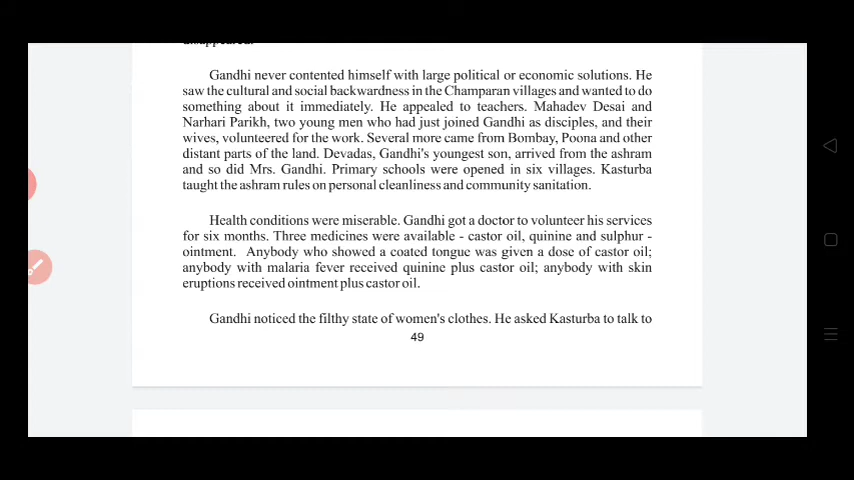 disappeared.
Gandhi never contented himself with large political or economic solutions. He
saw the cultural and social backwardness in the Champaran villages and wanted to do
something about it immediately. He appealed to teachers. Mahadev Desai and
Narhari Parikh, two young men who had just joined Gandhi as disciples, and their
wives, volunteered for the work. Several more came from Bombay, Poona and other
distant parts of the land. Devadas, Gandhi's youngest son, arrived from the ashram
and so did Mrs. Gandhi. Primary schools were opened in six villages. Kasturba
taught the ashram rules on personal cleanliness and community sanitation.
Health conditions were miserable. Gandhi got a doctor to volunteer his services
for six months. Three medicines were available - castor oil, quinine and sulphur -
ointment. Anybody who showed a coated tongue was given a dose of castor oil;
anybody with malaria fever received quinine plus castor oil; anybody with skin
eruptions received ointment plus castor oil.
Gandhi noticed the filthy state of women's clothes. He asked Kasturba to talk to
49